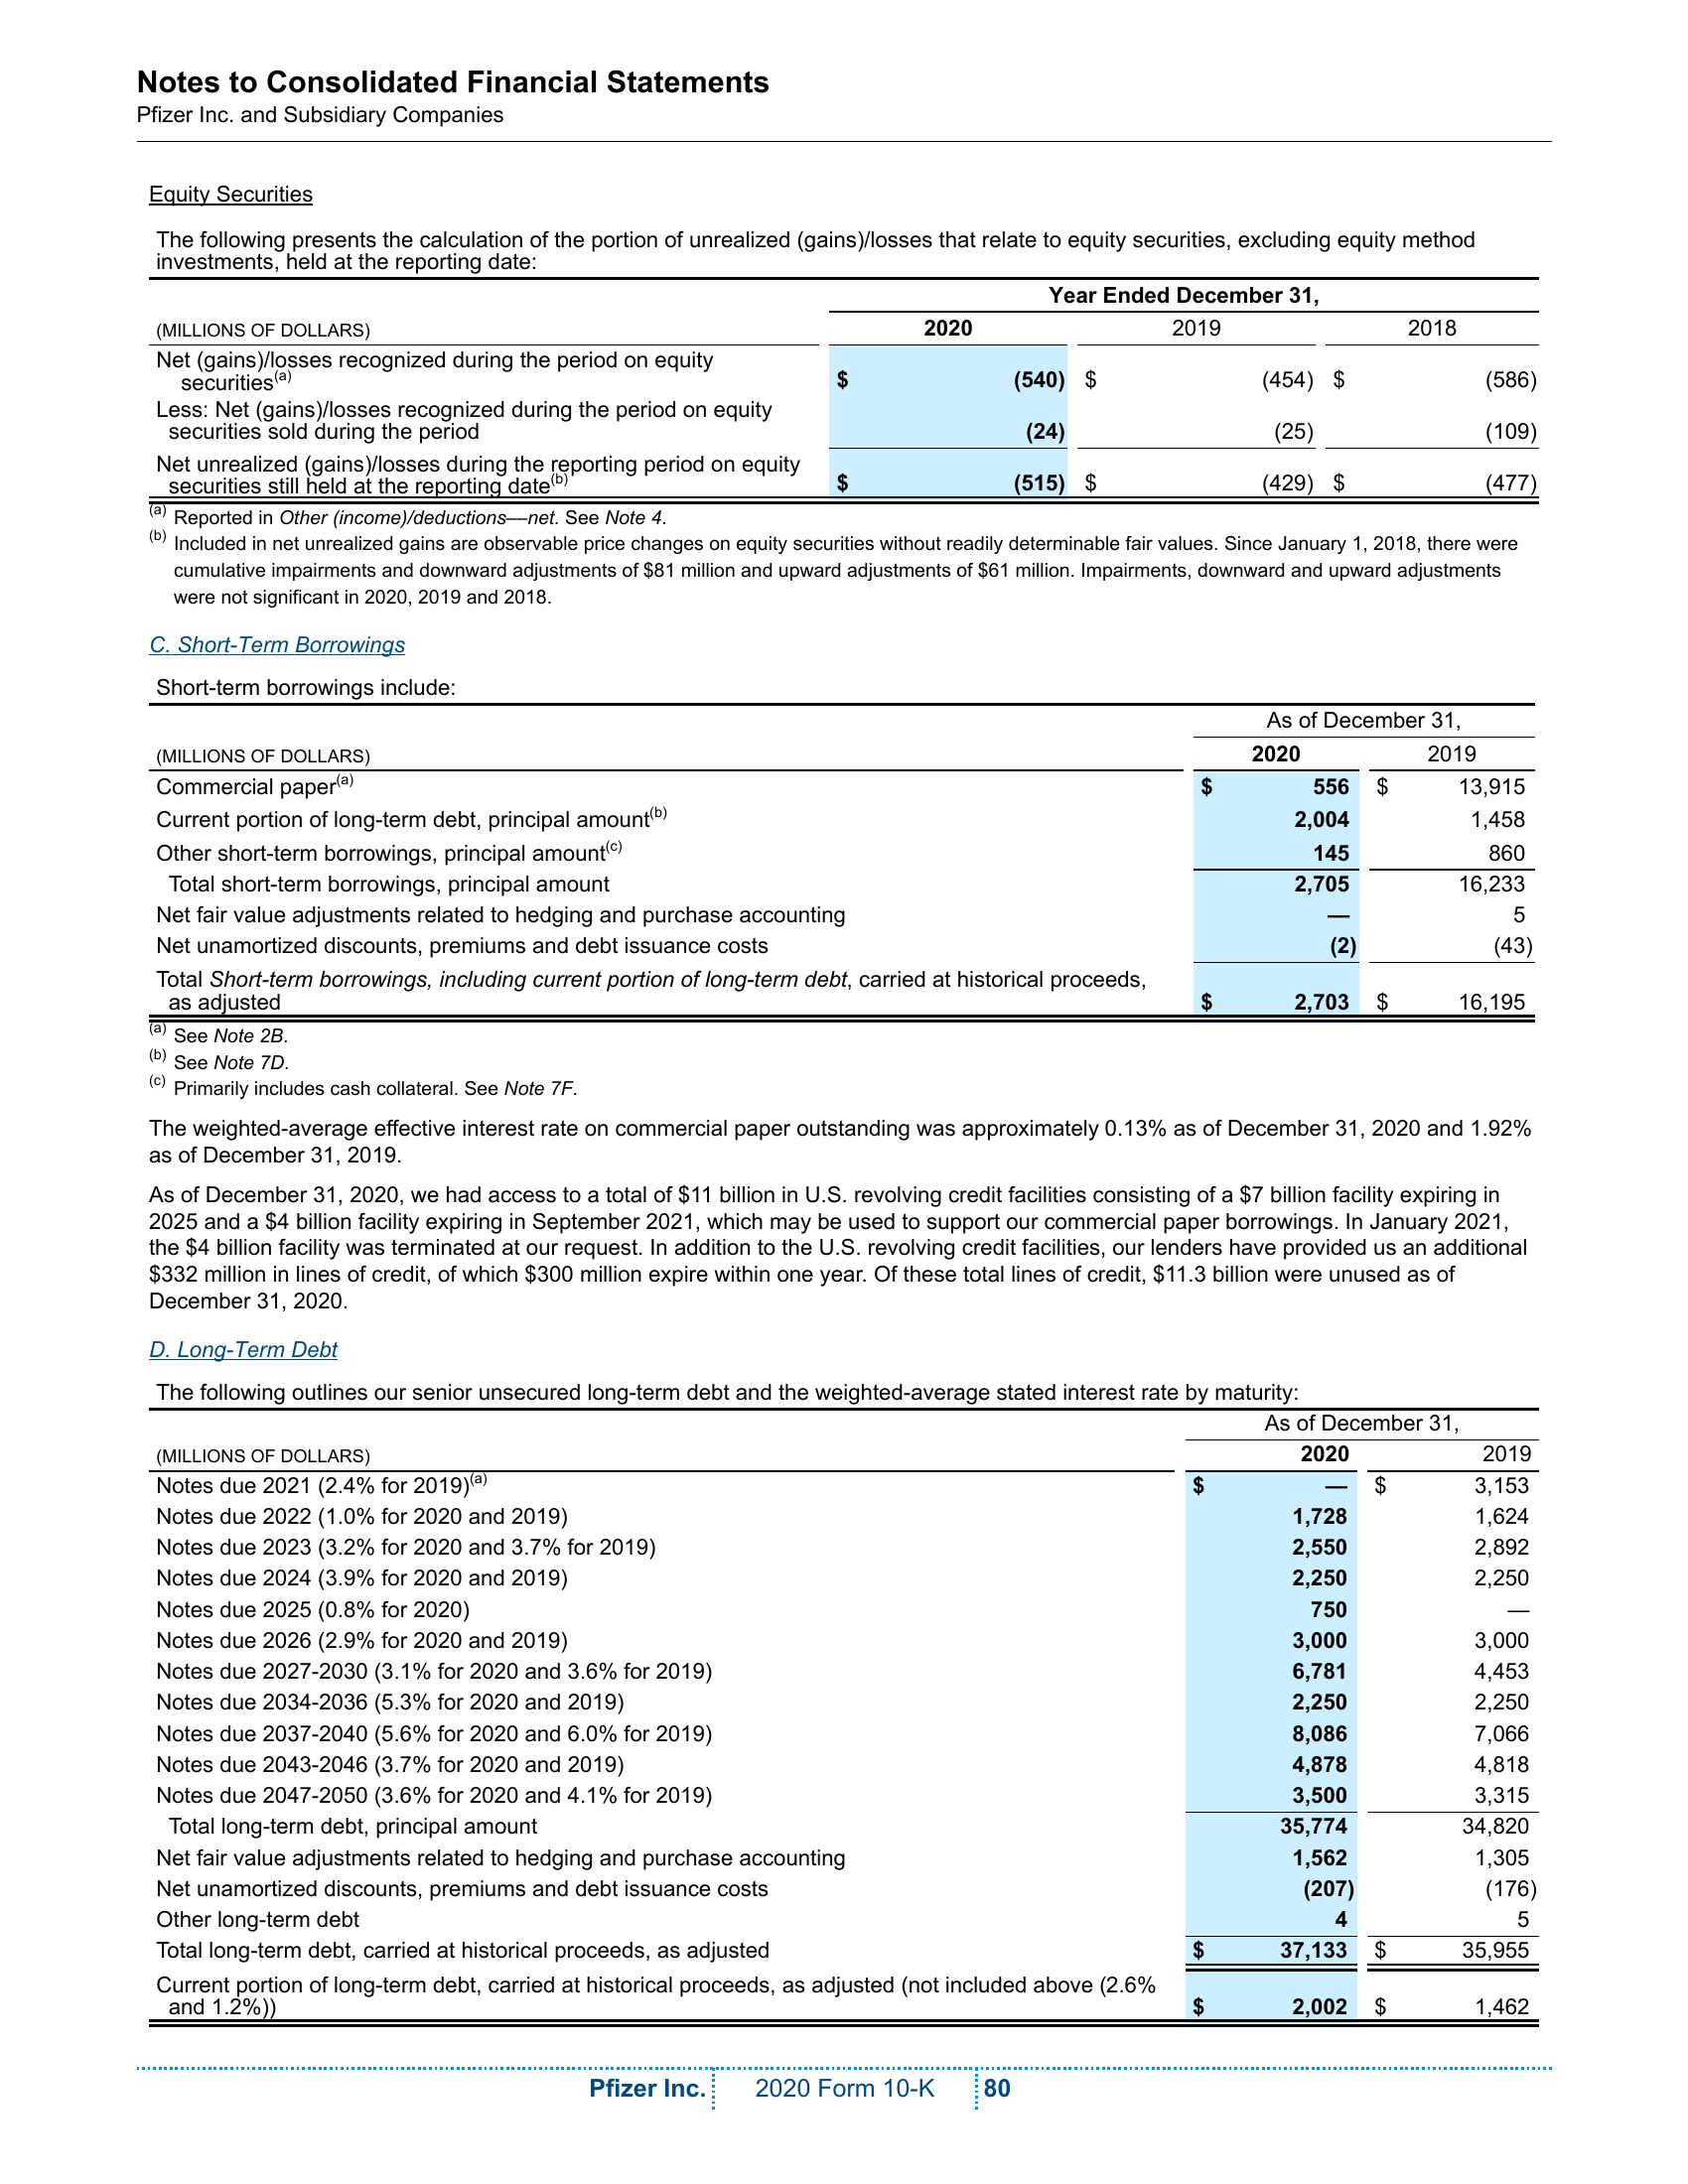 Notes to Consolidated Financial Statements
Pfizer Inc. and Subsidiary Companies
Equity Securities
The following presents the calculation of the portion of unrealized (gains)/losses that relate to equity securities, excluding equity method
investments, held at the reporting date:
Year Ended December 31,
(MILLIONS OF DOLLARS) 2020 2019 2018
Net (gains)/losses recognized during the period on equity
securities(a) $ (540) $ (454) $ (586)
Less: Net (gains)/losses recognized during the period on equity
securities sold during the period (24) (25) (109)
Net unrealized (gains)/losses during the reporting period on equity
securities still held at the reporting date(b) $ (515) $ (429) $ (477)
(a) Reported in Other (income)/deductions––net. See Note 4.
(b) Included in net unrealized gains are observable price changes on equity securities without readily determinable fair values. Since January 1, 2018, there were
cumulative impairments and downward adjustments of $81 million and upward adjustments of $61 million. Impairments, downward and upward adjustments
were not significant in 2020, 2019 and 2018.
C. Short-Term Borrowings
Short-term borrowings include:
As of December 31,
(MILLIONS OF DOLLARS) 2020 2019
Commercial paper(a) $ 556 $ 13,915
Current portion of long-term debt, principal amount(b) 2,004 1,458
Other short-term borrowings, principal amount(c) 145 860
Total short-term borrowings, principal amount 2,705 16,233
Net fair value adjustments related to hedging and purchase accounting — 5
Net unamortized discounts, premiums and debt issuance costs (2) (43)
Total Short-term borrowings, including current portion of long-term debt, carried at historical proceeds,
as adjusted $ 2,703 $ 16,195
(a) See Note 2B.
(b) See Note 7D.
(c) Primarily includes cash collateral. See Note 7F.
The weighted-average effective interest rate on commercial paper outstanding was approximately 0.13% as of December 31, 2020 and 1.92%
as of December 31, 2019.
As of December 31, 2020, we had access to a total of $11 billion in U.S. revolving credit facilities consisting of a $7 billion facility expiring in
2025 and a $4 billion facility expiring in September 2021, which may be used to support our commercial paper borrowings. In January 2021,
the $4 billion facility was terminated at our request. In addition to the U.S. revolving credit facilities, our lenders have provided us an additional
$332 million in lines of credit, of which $300 million expire within one year. Of these total lines of credit, $11.3 billion were unused as of
December 31, 2020.
D. Long-Term Debt
The following outlines our senior unsecured long-term debt and the weighted-average stated interest rate by maturity:
As of December 31,
(MILLIONS OF DOLLARS) 2020 2019
Notes due 2021 (2.4% for 2019)(a) $ — $ 3,153
Notes due 2022 (1.0% for 2020 and 2019) 1,728 1,624
Notes due 2023 (3.2% for 2020 and 3.7% for 2019) 2,550 2,892
Notes due 2024 (3.9% for 2020 and 2019) 2,250 2,250
Notes due 2025 (0.8% for 2020) 750 —
Notes due 2026 (2.9% for 2020 and 2019) 3,000 3,000
Notes due 2027-2030 (3.1% for 2020 and 3.6% for 2019) 6,781 4,453
Notes due 2034-2036 (5.3% for 2020 and 2019) 2,250 2,250
Notes due 2037-2040 (5.6% for 2020 and 6.0% for 2019) 8,086 7,066
Notes due 2043-2046 (3.7% for 2020 and 2019) 4,878 4,818
Notes due 2047-2050 (3.6% for 2020 and 4.1% for 2019) 3,500 3,315
Total long-term debt, principal amount 35,774 34,820
Net fair value adjustments related to hedging and purchase accounting 1,562 1,305
Net unamortized discounts, premiums and debt issuance costs (207) (176)
Other long-term debt 4 5
Total long-term debt, carried at historical proceeds, as adjusted $ 37,133 $ 35,955
Current portion of long-term debt, carried at historical proceeds, as adjusted (not included above (2.6%
and 1.2%)) $ 2,002 $ 1,462
Pfizer Inc. 2020 Form 10-K 80